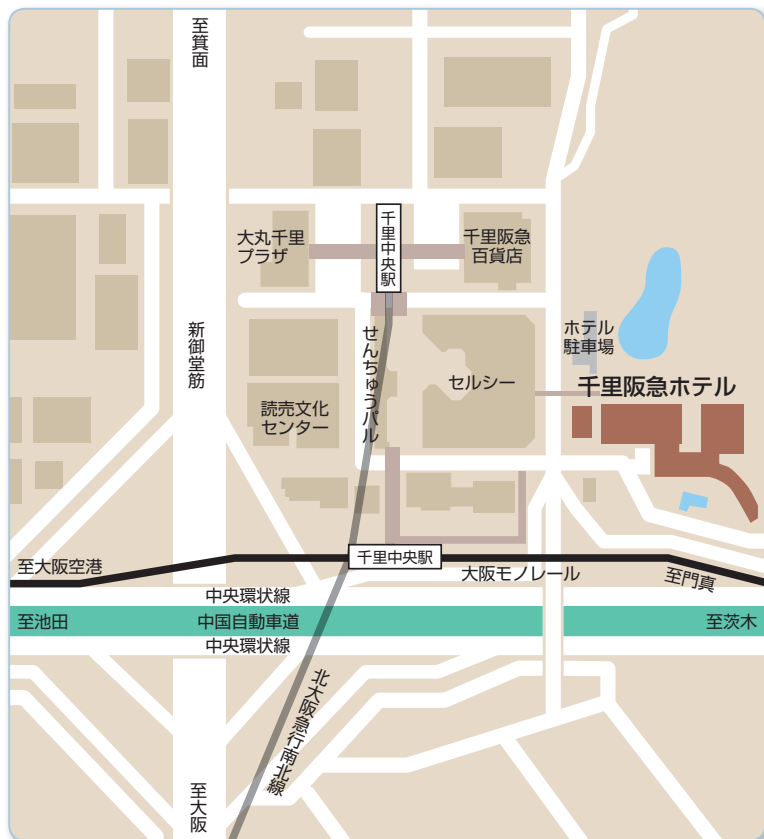 至箕面
大丸千里
プラザ
千里中央駅
千里阪急
百貨店
新御堂筋
せんちゅうパル
ホテル
駐車場
セルシー
千里阪急ホテル
読売文化
センター
千里中央駅
至大阪空港
大阪モノレール
至門真
中央環状線
至池田
中国自動車道
至茨木
中央環状線
北大阪急行南北線
至大阪